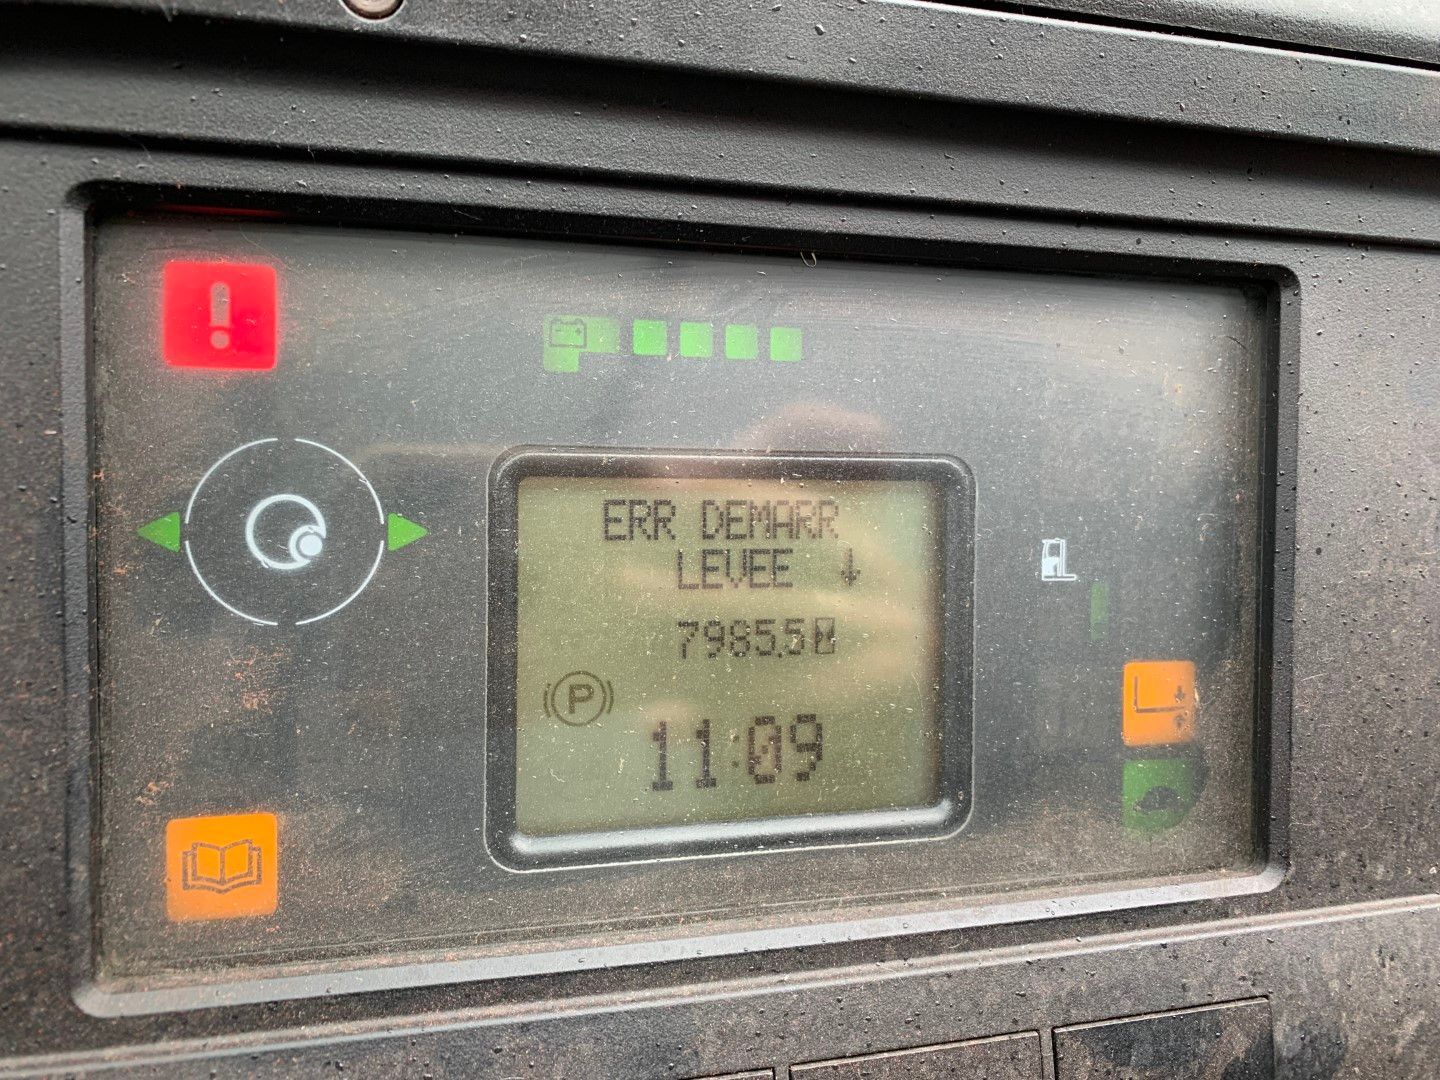 ERR DEMARR
LEVEE ↓
7985.5
P
11:09